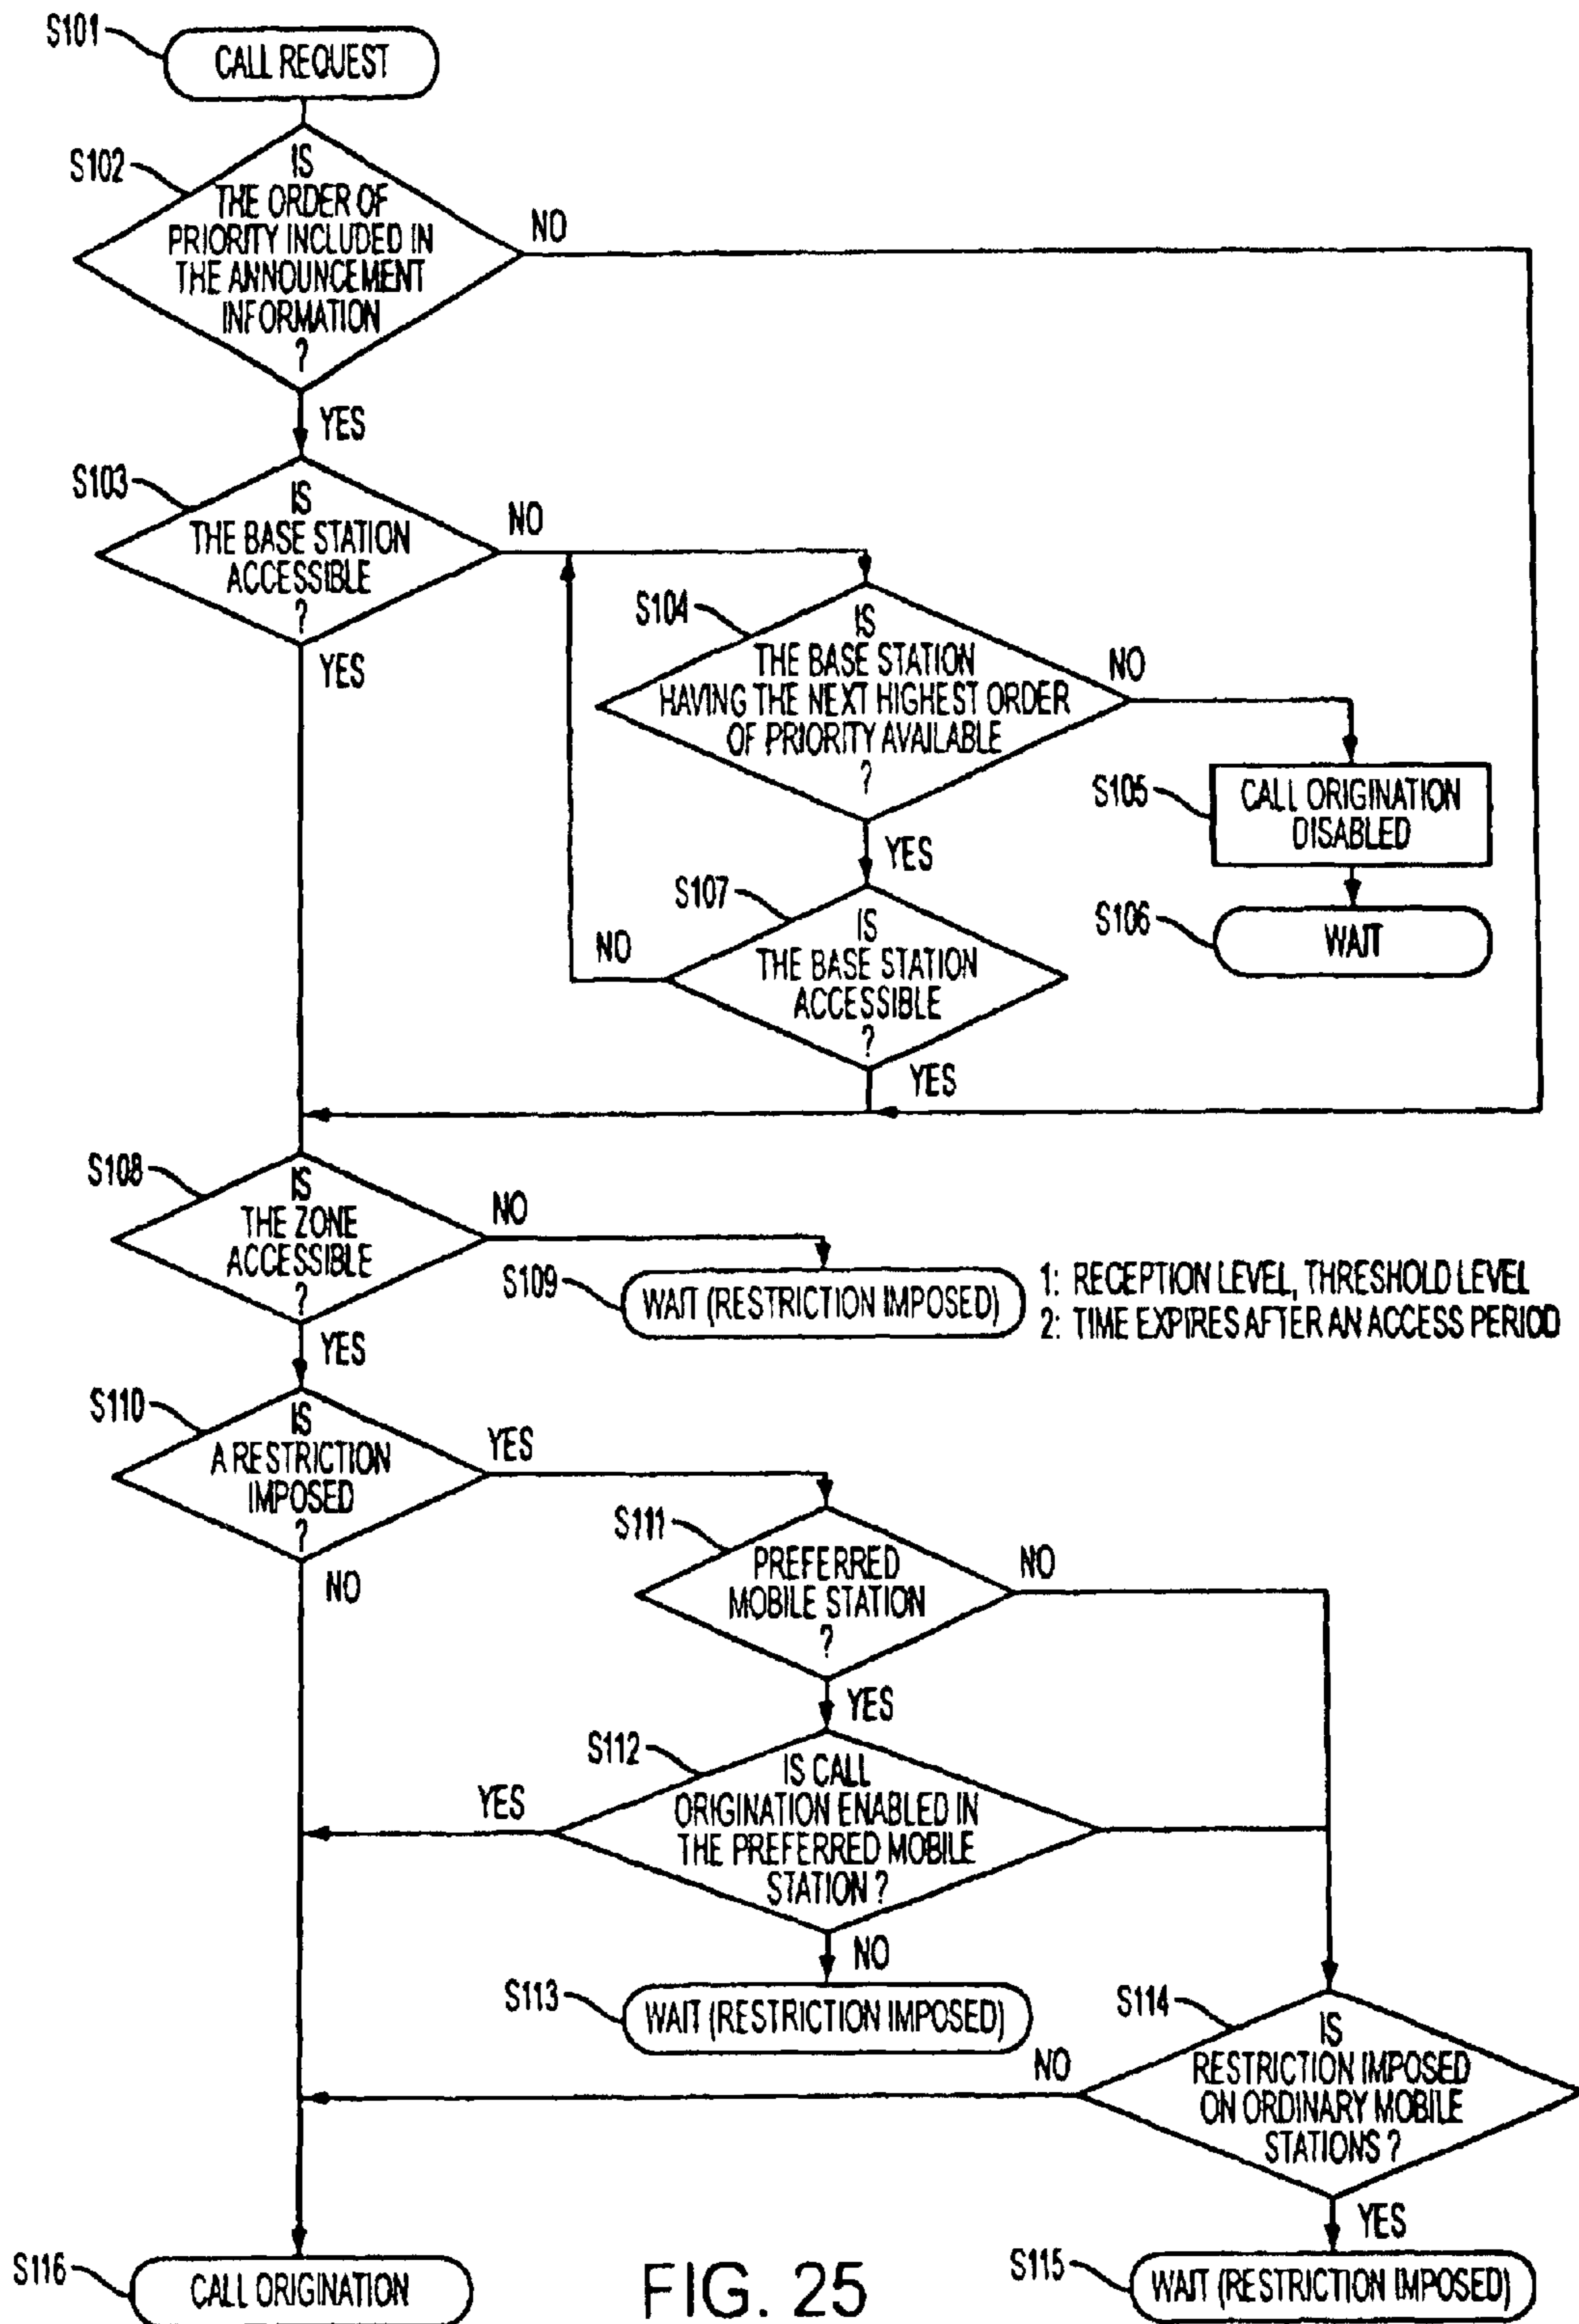 S101
CALL REQUEST
S102
IS
THE ORDER OF
PRIORITY INCLUDED IN
THE ANNOUNCEMENT
INFORMATION
?
NO
YES
S103
IS
THE BASE STATION
ACCESSIBLE
?
NO
YES
S104
IS
THE BASE STATION
HAVING THE NEXT HIGHEST ORDER
OF PRIORITY AVAILABLE
?
NO
YES
S105
CALL ORIGINATION
DISABLED
S106
WAIT
S107
IS
THE BASE STATION
ACCESSIBLE
?
NO
YES
S108
IS
THE ZONE
ACCESSIBLE
?
NO
YES
S109
WAIT (RESTRICTION IMPOSED)
1: RECEPTION LEVEL, THRESHOLD LEVEL
2: TIME EXPIRES AFTER AN ACCESS PERIOD
S110
IS
A RESTRICTION
IMPOSED
?
YES
NO
S111
PREFERRED
MOBILE STATION
?
NO
YES
S112
IS CALL
ORIGINATION ENABLED IN
THE PREFERRED MOBILE
STATION ?
YES
NO
S113
WAIT (RESTRICTION IMPOSED)
S114
IS
RESTRICTION IMPOSED
ON ORDINARY MOBILE
STATIONS ?
NO
YES
S115
WAIT (RESTRICTION IMPOSED)
S116
CALL ORIGINATION
FIG. 25